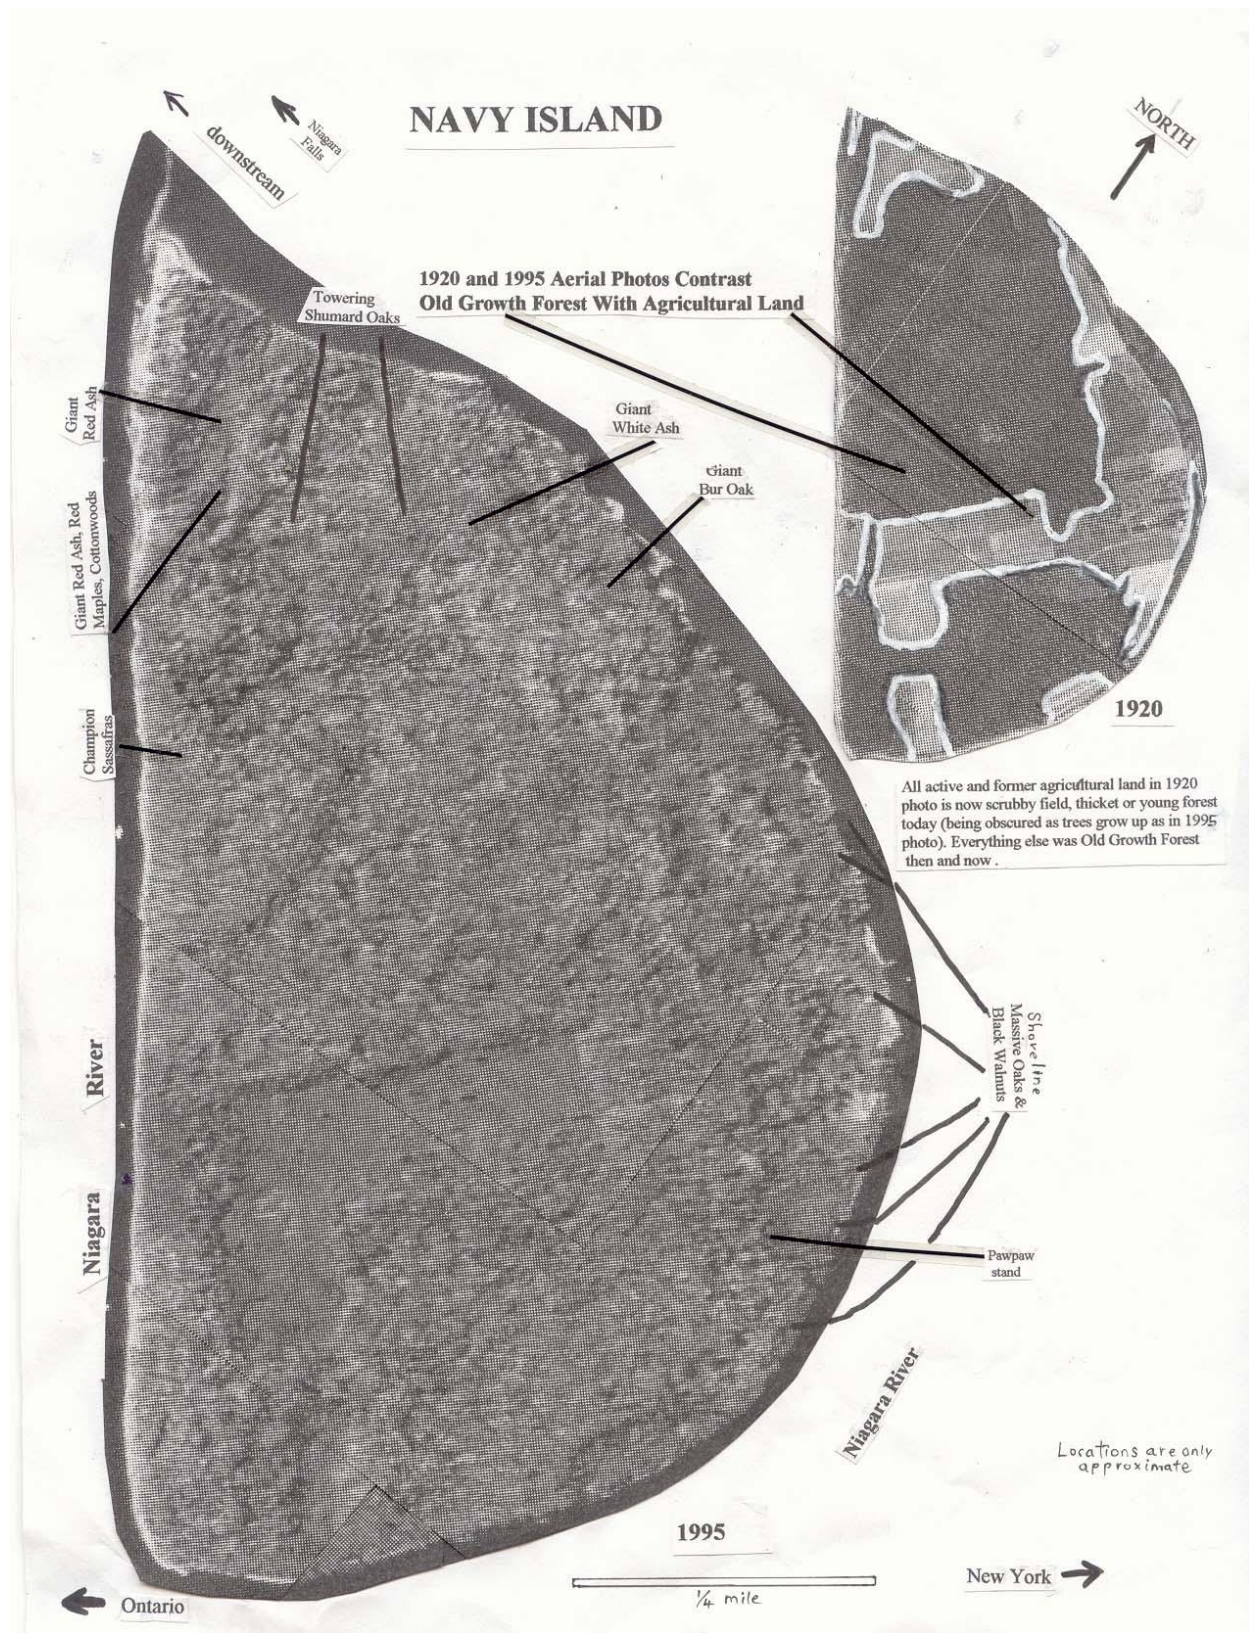 NAVY ISLAND
downstream
Niagara
Falls
NORTH
1920 and 1995 Aerial Photos Contrast
Old Growth Forest With Agricultural Land
Towering
Shumard Oaks
Giant
Red Ash
Giant
White Ash
Giant
Bur Oak
Giant Red Ash, Red
Maples, Cottonwoods
Champion
Sassafras
1920
All active and former agricultural land in 1920
photo is now scrubby field, thicket or young forest
today (being obscured as trees grow up as in 1995
photo). Everything else was Old Growth Forest
then and now .
Shoreline
Massive Oaks &
Black Walnuts
Niagara River
Pawpaw
stand
Niagara River
Locations are only
approximate
1995
1/4 mile
New York
Ontario